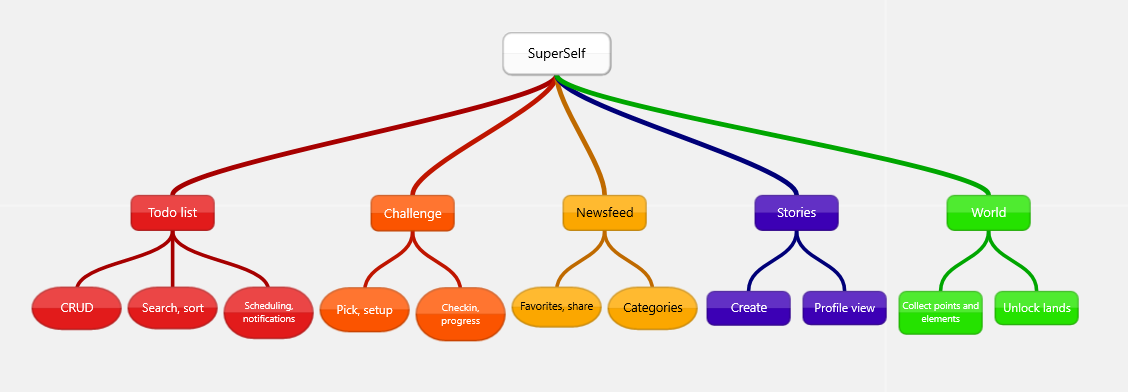 SuperSelf
Todo list
Challenge
Newsfeed
Stories
World
CRUD
Search, sort
Scheduling,
notifications
Pick, setup
Checkin,
progress
Favorites, share
Categories
Create
Profile view
Collect points and
elements
Unlock lands